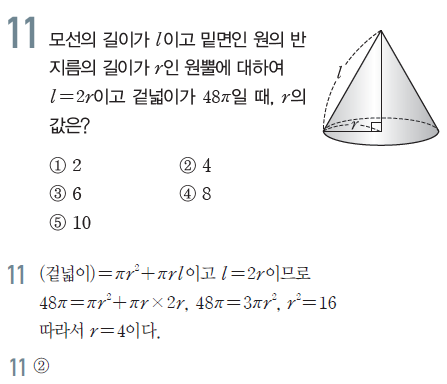 11 모선의 길이가 l이고 밑면인 원의 반
지름의 길이가 r인 원뿔에 대하여
l=2r이고 겉넓이가 48π일 때, r의
값은?
① 2 ② 4
③ 6 ④ 8
⑤ 10
l
r
11 (겉넓이)=πr²+πrl이고 l=2r이므로
48π=πr²+πr×2r, 48π=3πr², r²=16
따라서 r=4이다.
11 ②